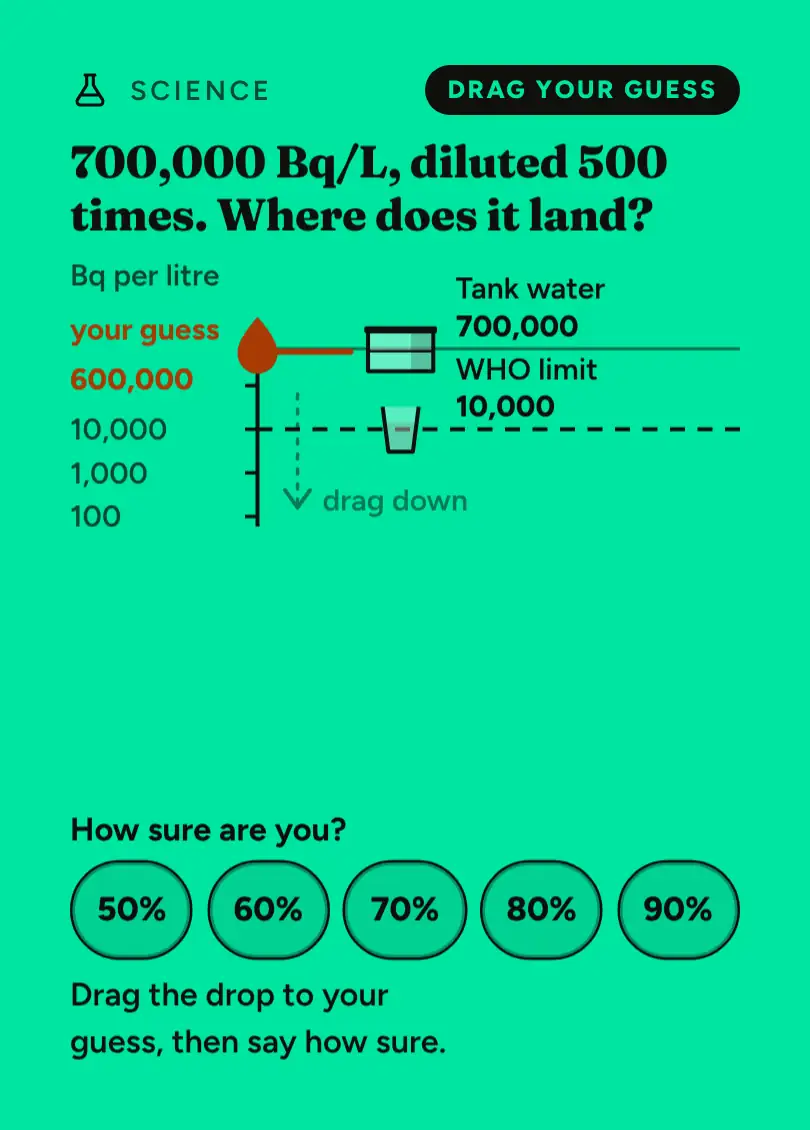 SCIENCE
DRAG YOUR GUESS
700,000 Bq/L, diluted 500
times. Where does it land?
Bq per litre
Tank water
700,000
your guess
600,000
WHO limit
10,000
10,000
1,000
100
drag down
How sure are you?
50%
60%
70%
80%
90%
Drag the drop to your
guess, then say how sure.